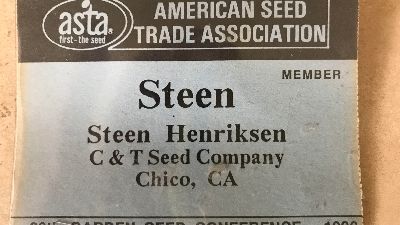 asta®
first - the seed
AMERICAN SEED
TRADE ASSOCIATION
MEMBER
Steen
Steen Henriksen
C & T Seed Company
Chico, CA
GARDEN SEED CONFERENCE